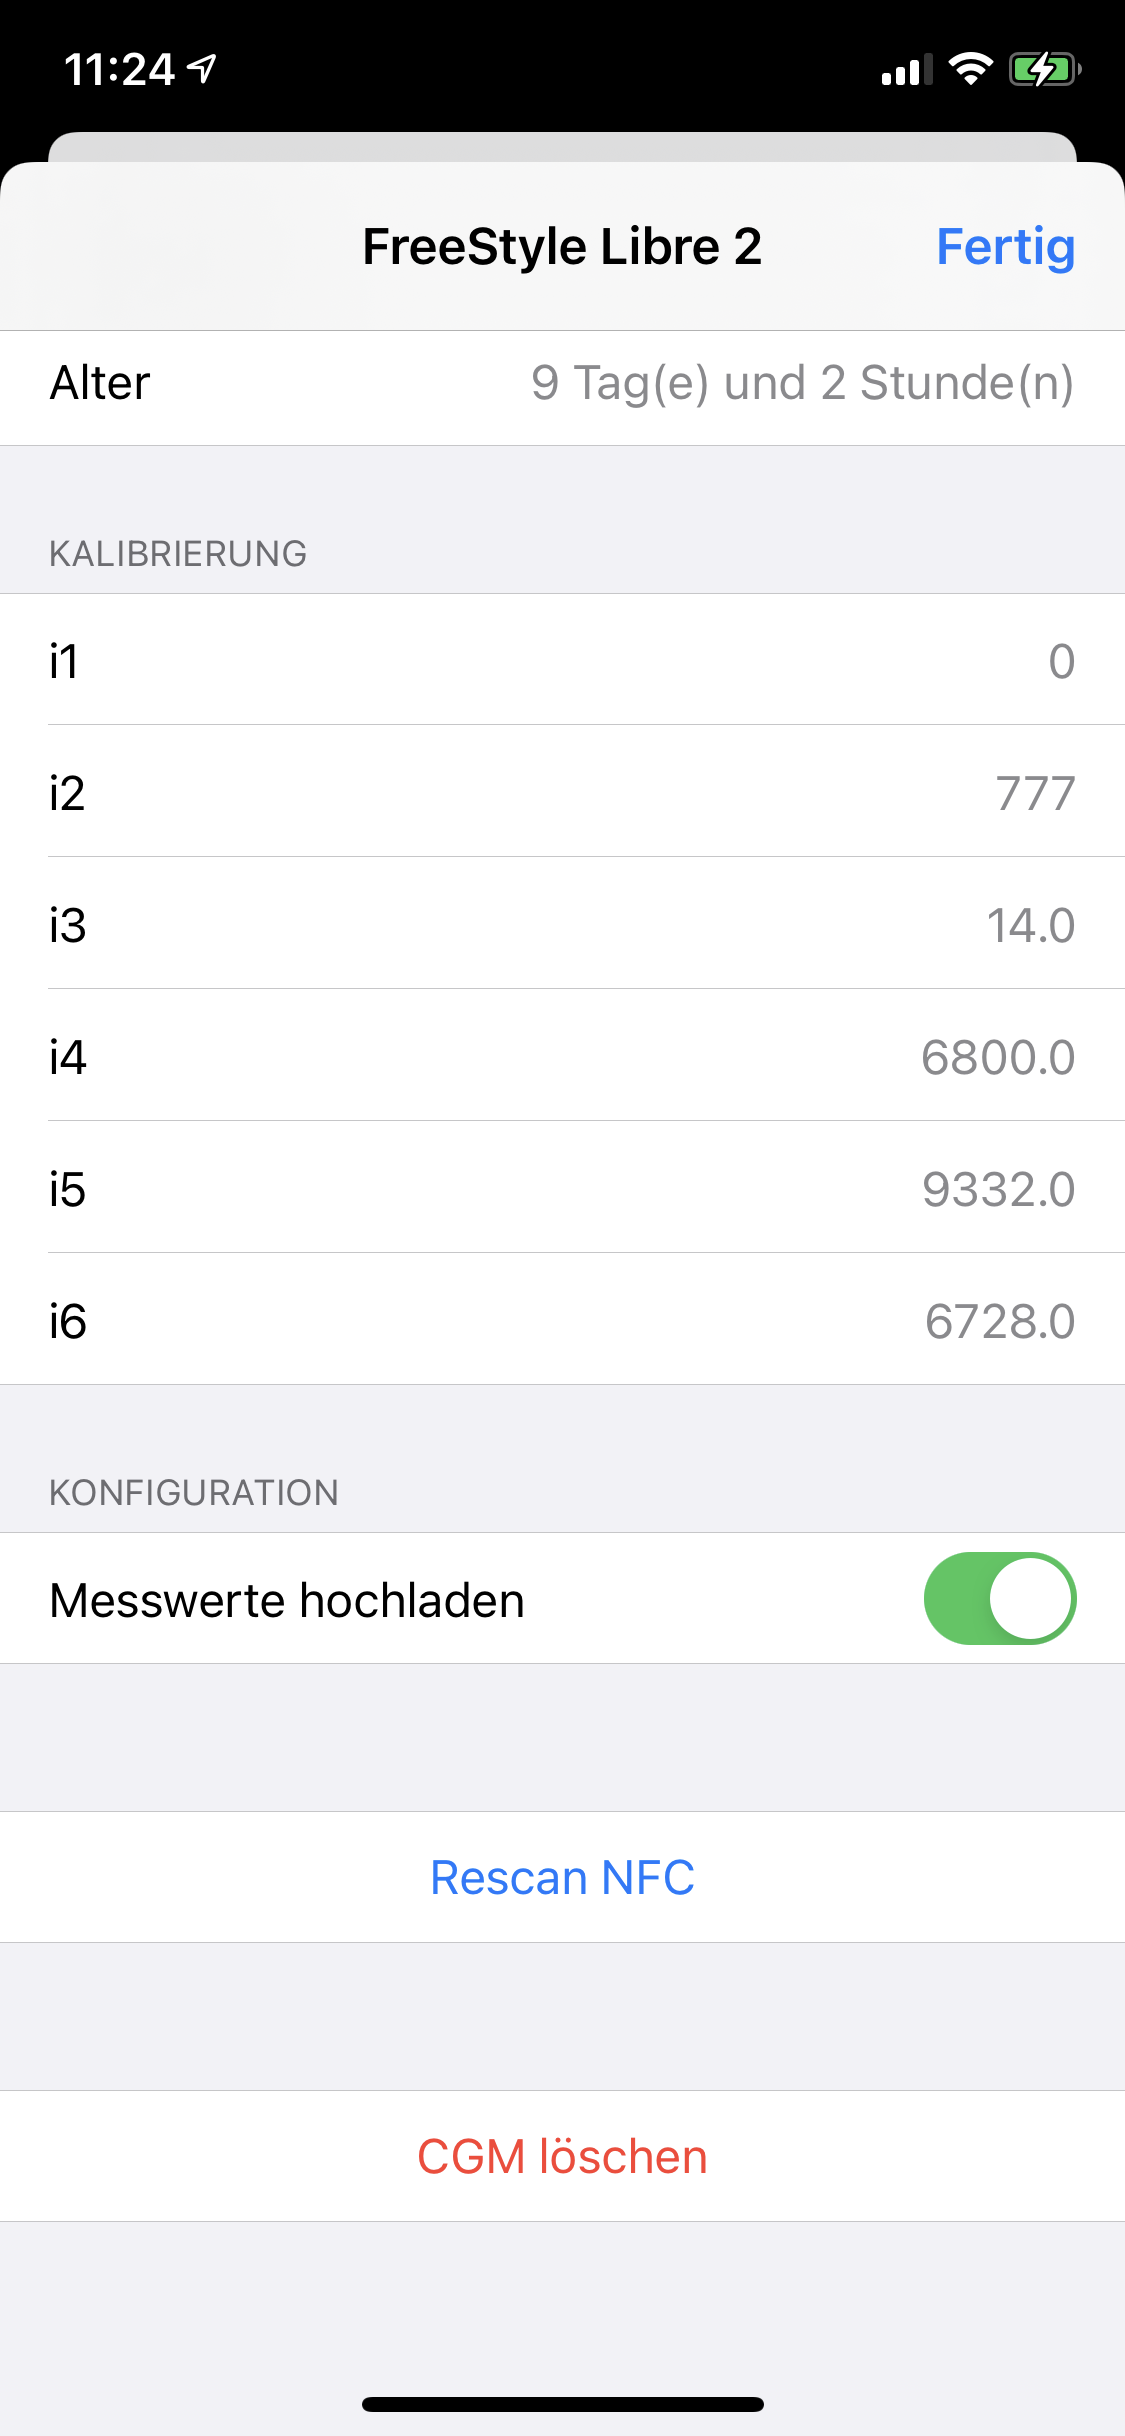 11:24
FreeStyle Libre 2
Fertig
Alter 9 Tag(e) und 2 Stunde(n)
KALIBRIERUNG
i1 0
i2 777
i3 14.0
i4 6800.0
i5 9332.0
i6 6728.0
KONFIGURATION
Messwerte hochladen
Rescan NFC
CGM löschen